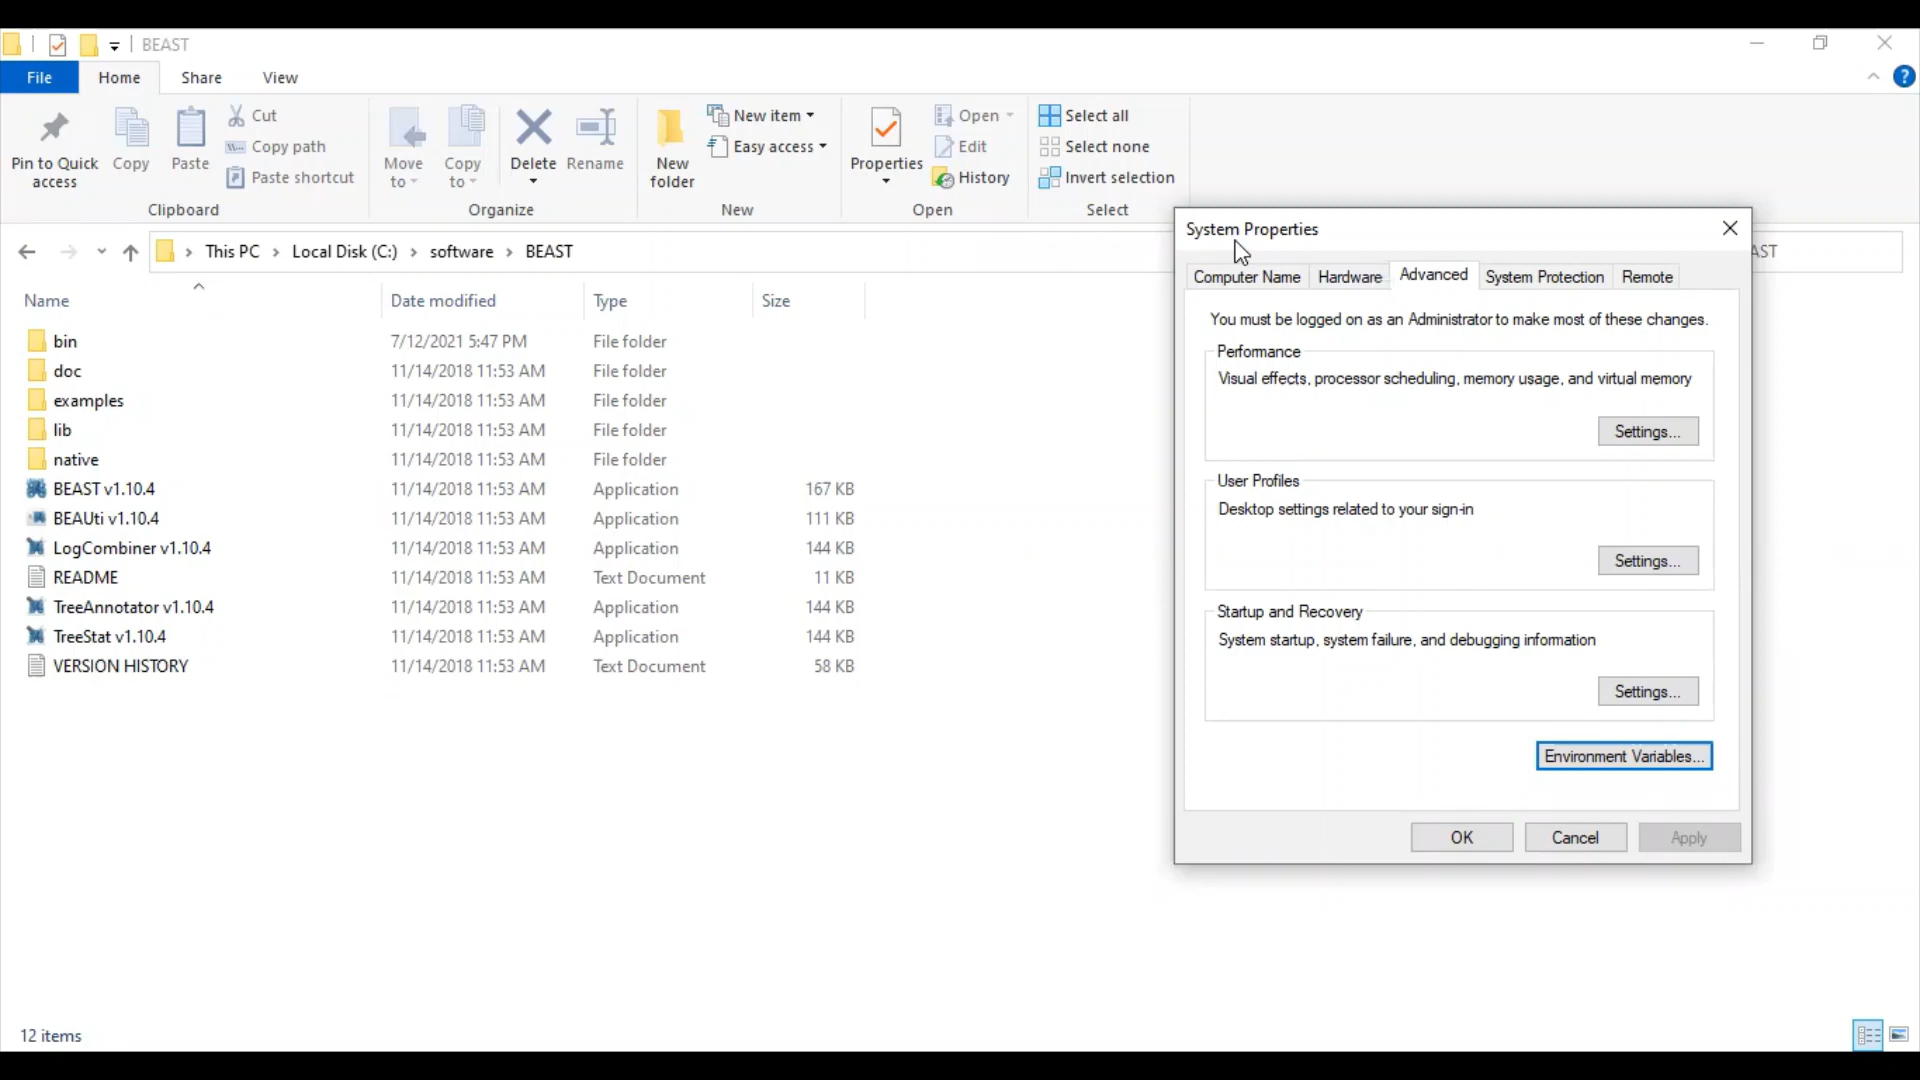 BEAST
File Home Share View
Pin to Quick access
Copy
Paste
Cut
Copy path
Paste shortcut
Clipboard
Move to
Copy to
Delete
Rename
Organize
New folder
New item
Easy access
New
Properties
Open
Edit
History
Open
Select all
Select none
Invert selection
Select
This PC > Local Disk (C:) > software > BEAST
AST
Name Date modified Type Size
bin 7/12/2021 5:47 PM File folder
doc 11/14/2018 11:53 AM File folder
examples 11/14/2018 11:53 AM File folder
lib 11/14/2018 11:53 AM File folder
native 11/14/2018 11:53 AM File folder
BEAST v1.10.4 11/14/2018 11:53 AM Application 167 KB
BEAUti v1.10.4 11/14/2018 11:53 AM Application 111 KB
LogCombiner v1.10.4 11/14/2018 11:53 AM Application 144 KB
README 11/14/2018 11:53 AM Text Document 11 KB
TreeAnnotator v1.10.4 11/14/2018 11:53 AM Application 144 KB
TreeStat v1.10.4 11/14/2018 11:53 AM Application 144 KB
VERSION HISTORY 11/14/2018 11:53 AM Text Document 58 KB
12 items
System Properties
Computer Name Hardware Advanced System Protection Remote
You must be logged on as an Administrator to make most of these changes.
Performance
Visual effects, processor scheduling, memory usage, and virtual memory
Settings...
User Profiles
Desktop settings related to your sign-in
Settings...
Startup and Recovery
System startup, system failure, and debugging information
Settings...
Environment Variables...
OK Cancel Apply